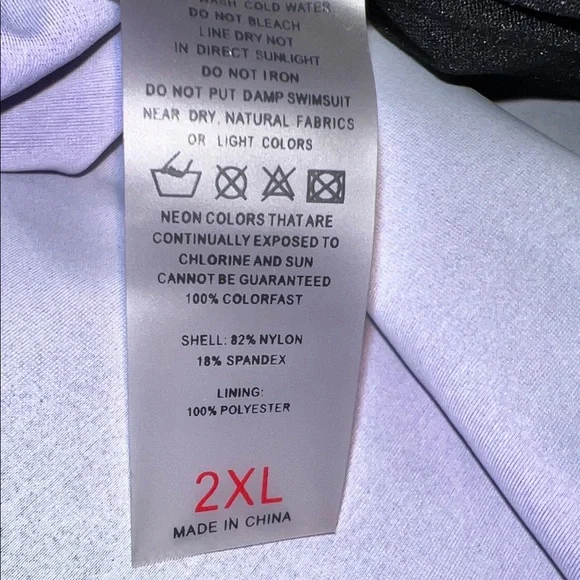 WASH COLD WATER
DO NOT BLEACH
LINE DRY NOT
IN DIRECT SUNLIGHT
DO NOT IRON
DO NOT PUT DAMP SWIMSUIT
NEAR DRY, NATURAL FABRICS
OR LIGHT COLORS
NEON COLORS THAT ARE
CONTINUALLY EXPOSED TO
CHLORINE AND SUN
CANNOT BE GUARANTEED
100% COLORFAST
SHELL: 82% NYLON
18% SPANDEX
LINING:
100% POLYESTER
2XL
MADE IN CHINA